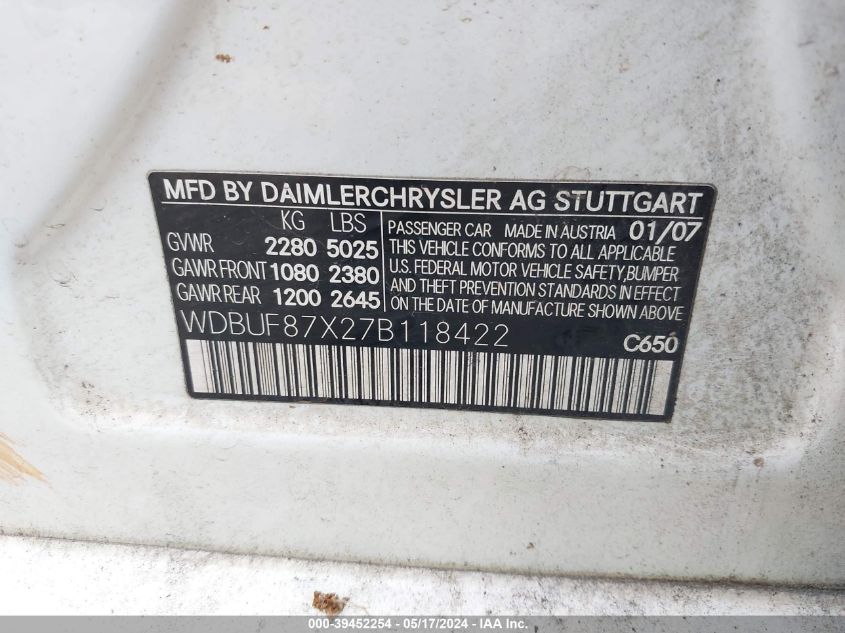 MFD BY DAIMLERCHRYSLER AG STUTTGART
KG LBS
GVWR 2280 5025
GAWR FRONT 1080 2380
GAWR REAR 1200 2645
PASSENGER CAR MADE IN AUSTRIA 01/07
THIS VEHICLE CONFORMS TO ALL APPLICABLE
U.S. FEDERAL MOTOR VEHICLE SAFETY,BUMPER
AND THEFT PREVENTION STANDARDS IN EFFECT
ON THE DATE OF MANUFACTURE SHOWN ABOVE
WDBUF87X27B118422
C650
000-39452254 - 05/17/2024 - IAAI.com